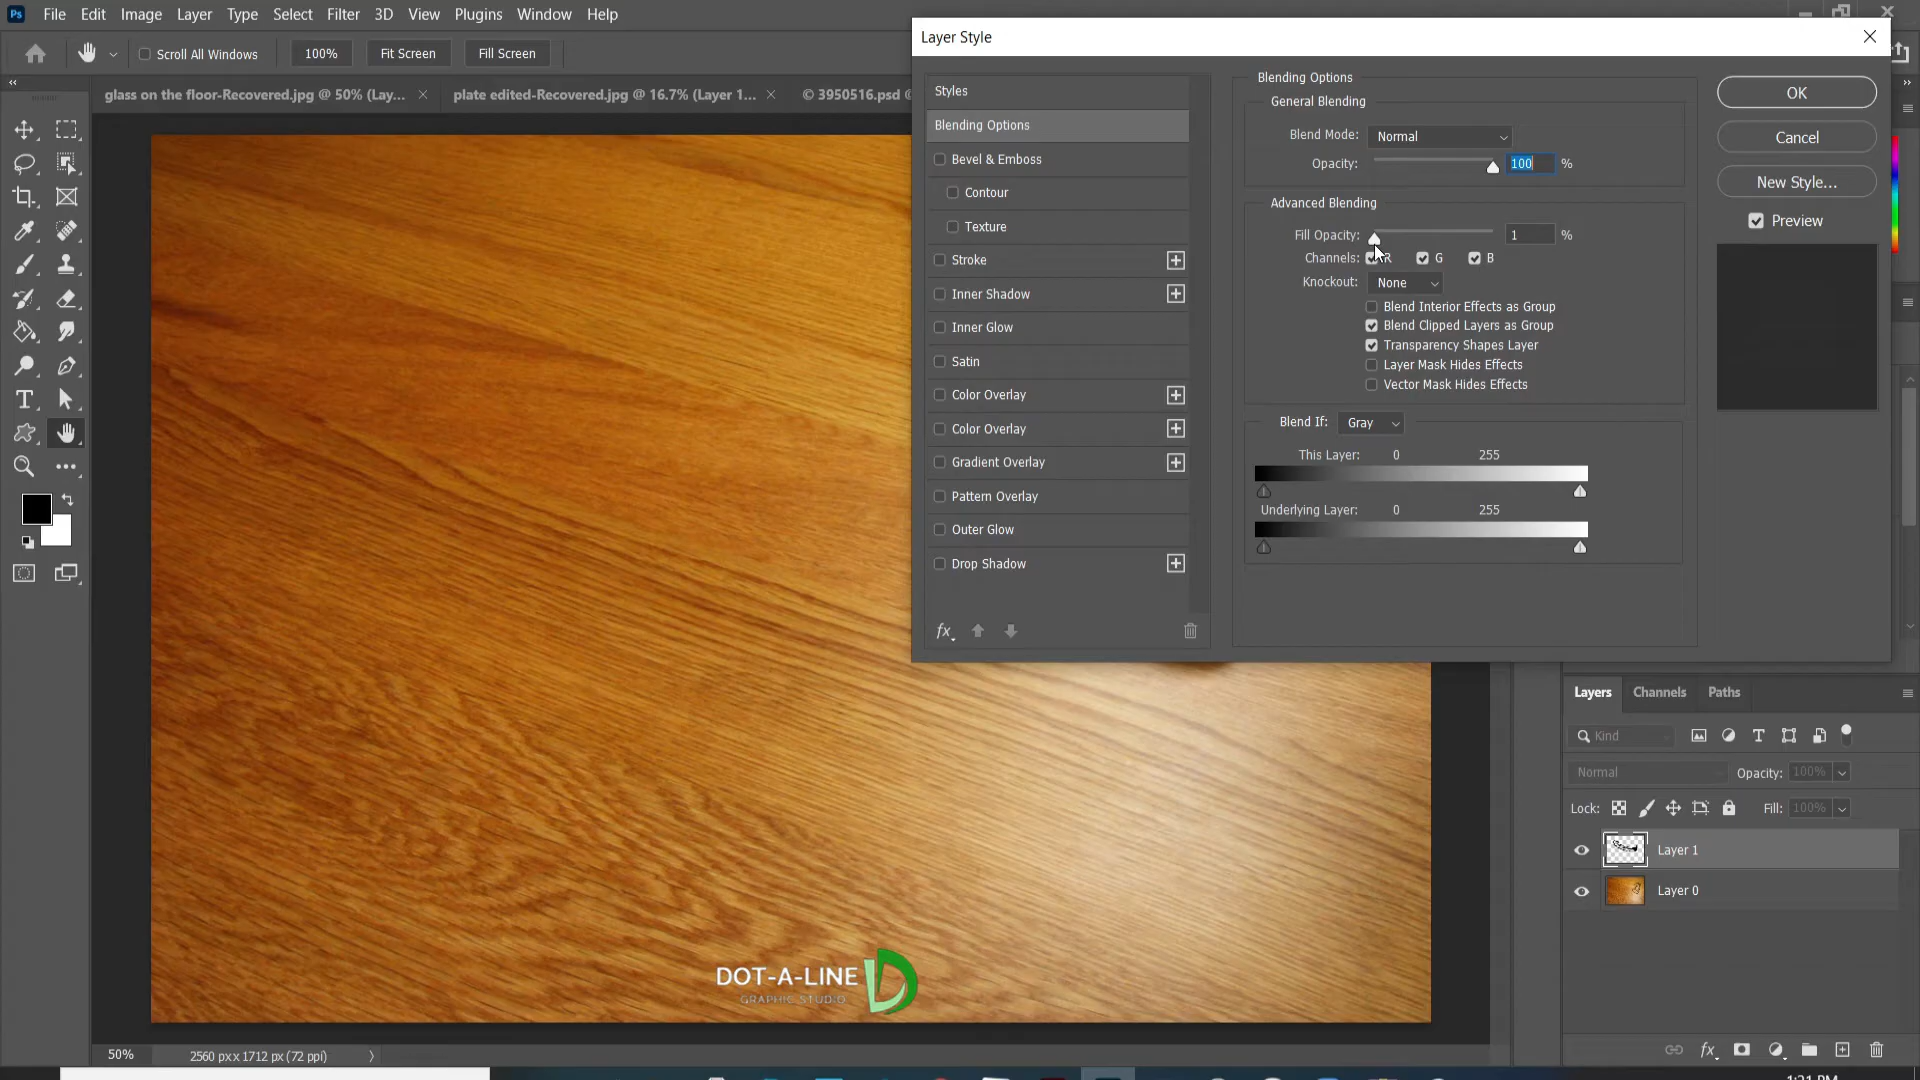 Ps File Edit Image Layer Type Select Filter 3D View Plugins Window Help
Scroll All Windows 100% Fit Screen Fill Screen
glass on the floor-Recovered.jpg @ 50% (Lay... × plate edited-Recovered.jpg @ 16.7% (Layer 1... × © 3950516.psd @
Layer Style
Styles
Blending Options
Bevel & Emboss
Contour
Texture
Stroke
Inner Shadow
Inner Glow
Satin
Color Overlay
Color Overlay
Gradient Overlay
Pattern Overlay
Outer Glow
Drop Shadow
fx
Blending Options
General Blending
Blend Mode: Normal
Opacity: 100 %
Advanced Blending
Fill Opacity: 1 %
Channels: R G B
Knockout: None
Blend Interior Effects as Group
Blend Clipped Layers as Group
Transparency Shapes Layer
Layer Mask Hides Effects
Vector Mask Hides Effects
Blend If: Gray
This Layer: 0 255
Underlying Layer: 0 255
OK
Cancel
New Style...
Preview
Layers Channels Paths
Kind
Normal Opacity: 100%
Lock: Fill: 100%
Layer 1
Layer 0
fx
DOT-A-LINE
GRAPHIC STUDIO
50% 2560 px x 1712 px (72 ppi)
1:21 PM